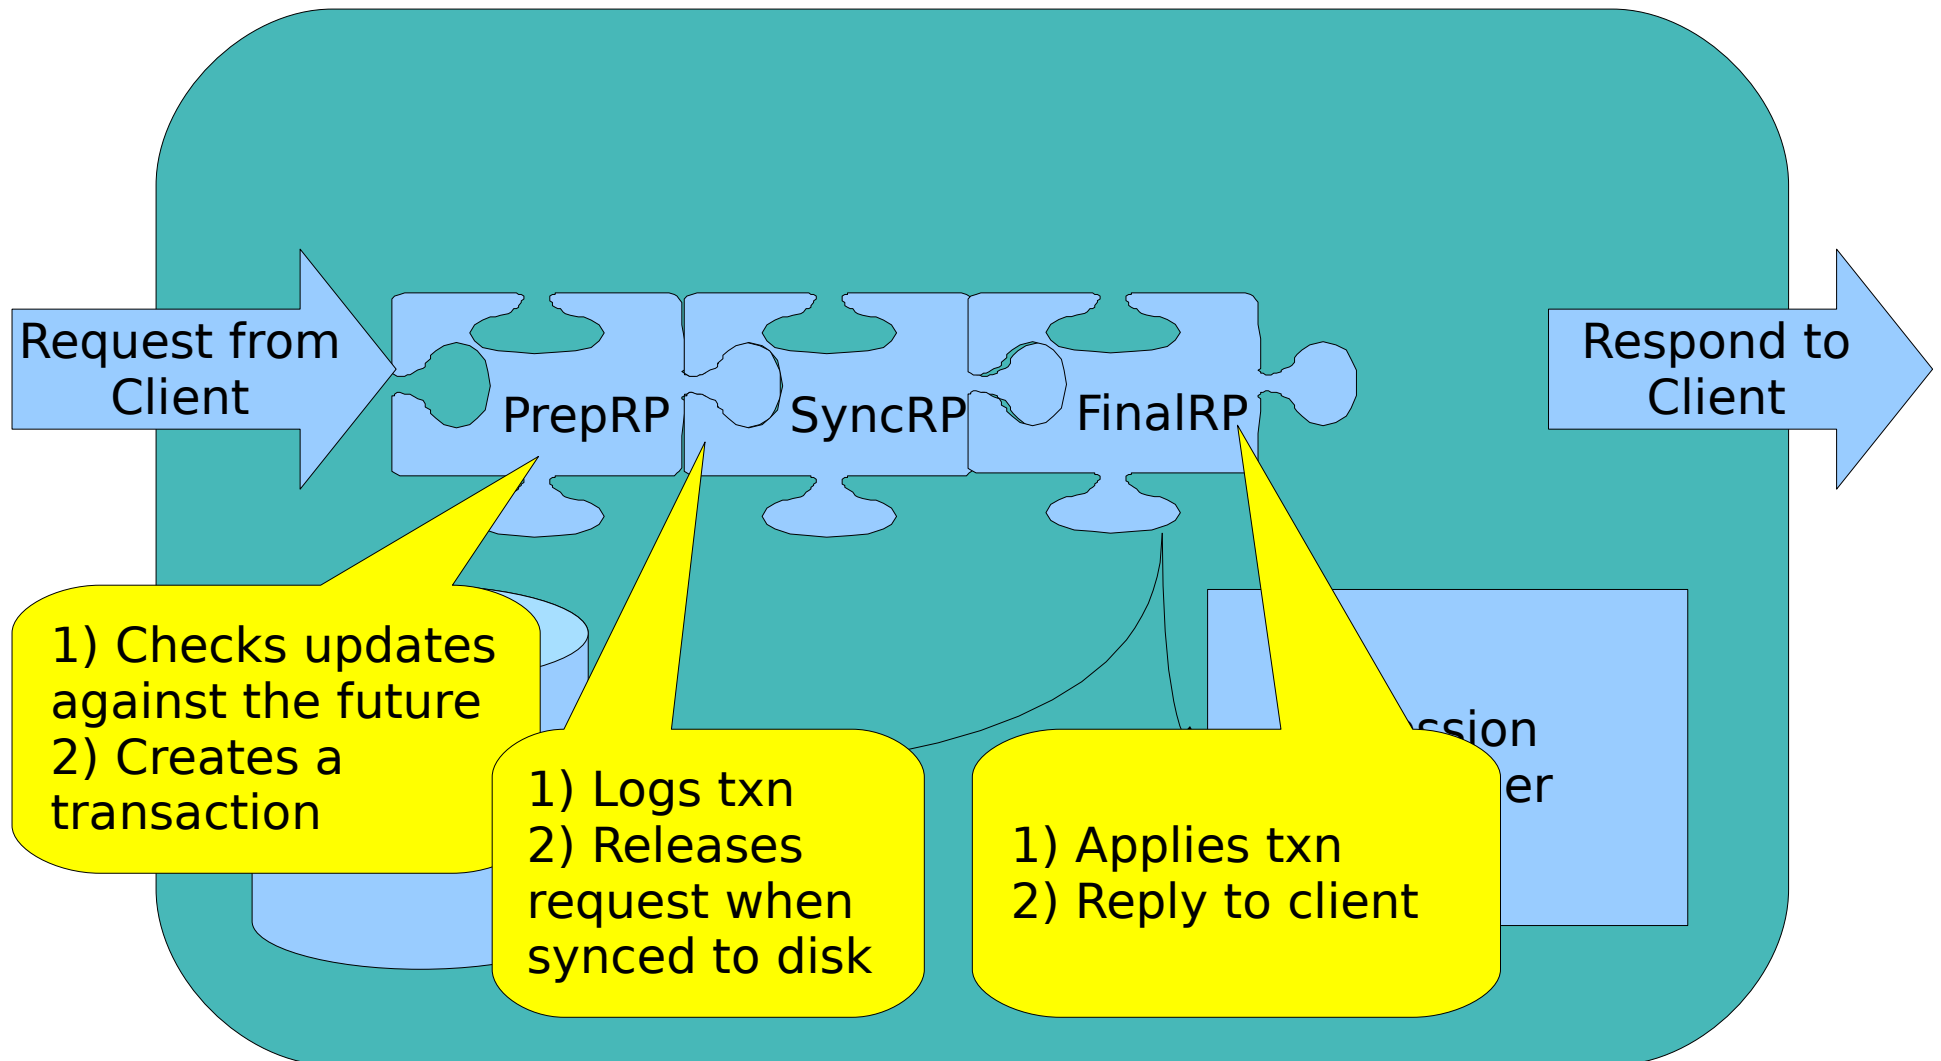 Request from
Client
PrepRP
SyncRP
FinalRP
Respond to
Client
1) Checks updates
against the future
2) Creates a
transaction
1) Logs txn
2) Releases
request when
synced to disk
1) Applies txn
2) Reply to client